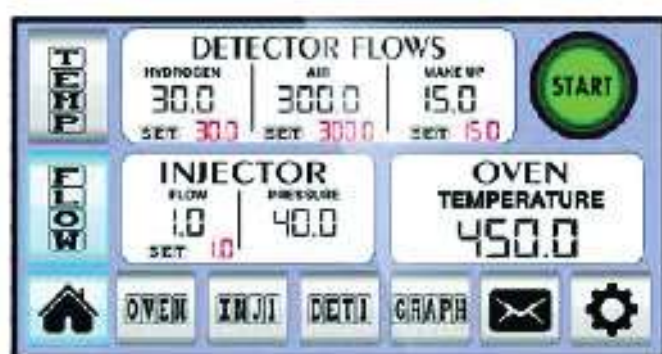 TEMP
DETECTOR FLOWS
HYDROGEN AIR MAKE UP
30.0 300.0 15.0
SET 30.0 SET 300.0 SET 15.0
START
FLOW
INJECTOR
FLOW PRESSURE
1.0 40.0
SET 1.0
OVEN
TEMPERATURE
450.0
OVEN INJ1 DET1 GRAPH